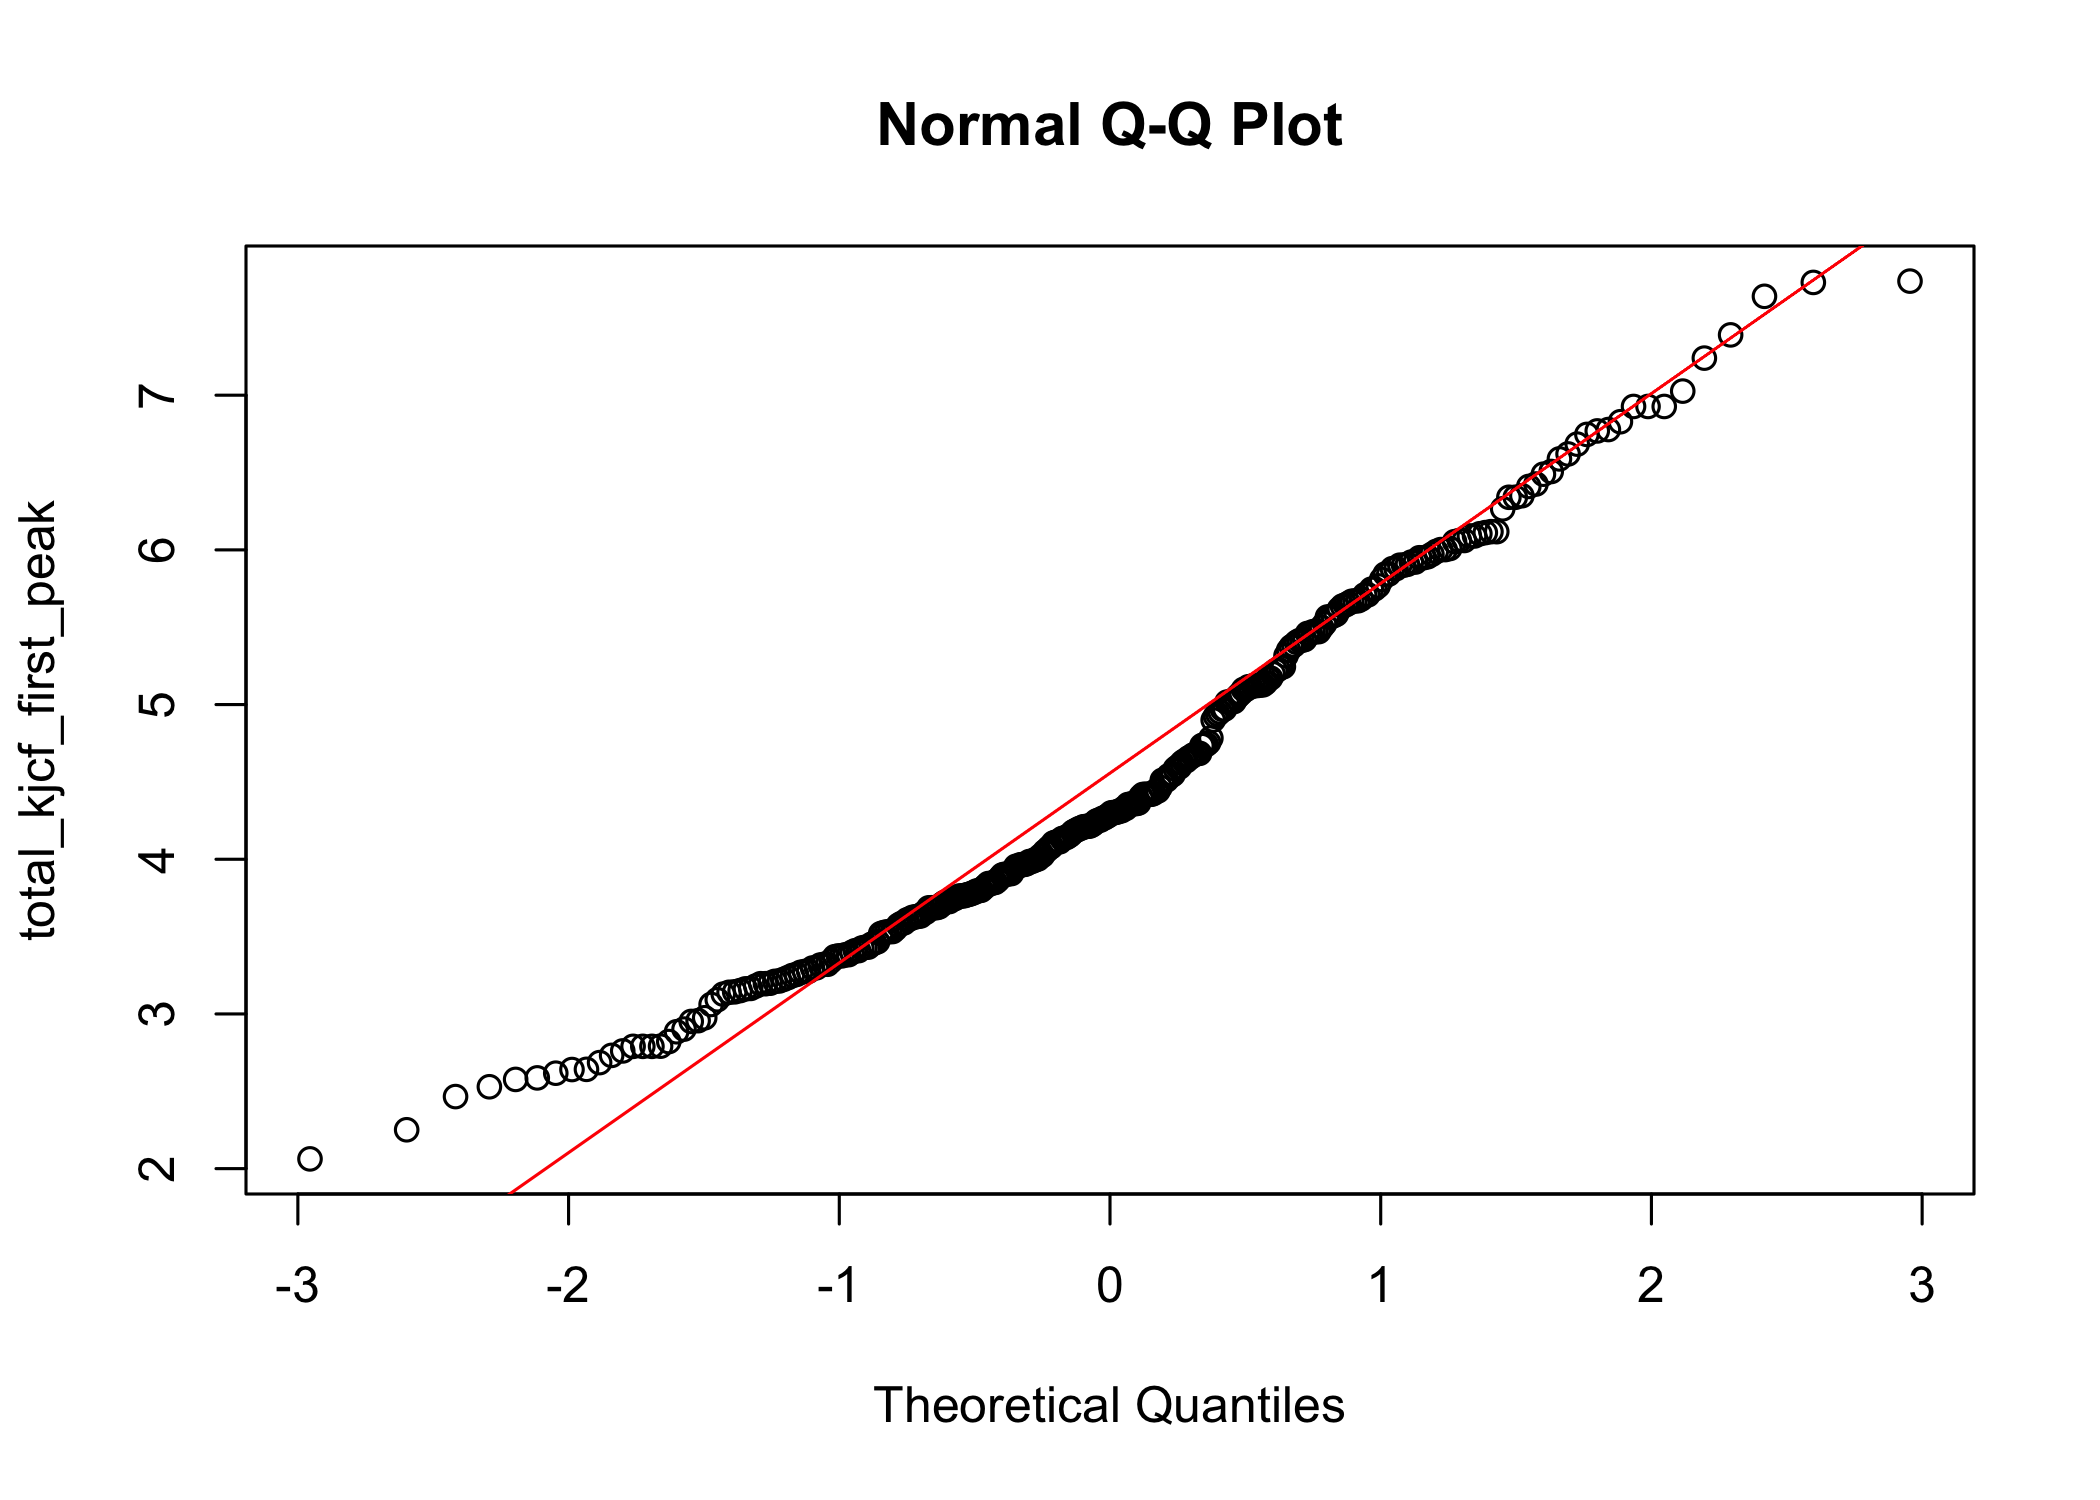 Normal Q-Q Plot
total_kjcf_first_peak
7
6
5
4
3
2
-3 -2 -1 0 1 2 3
Theoretical Quantiles